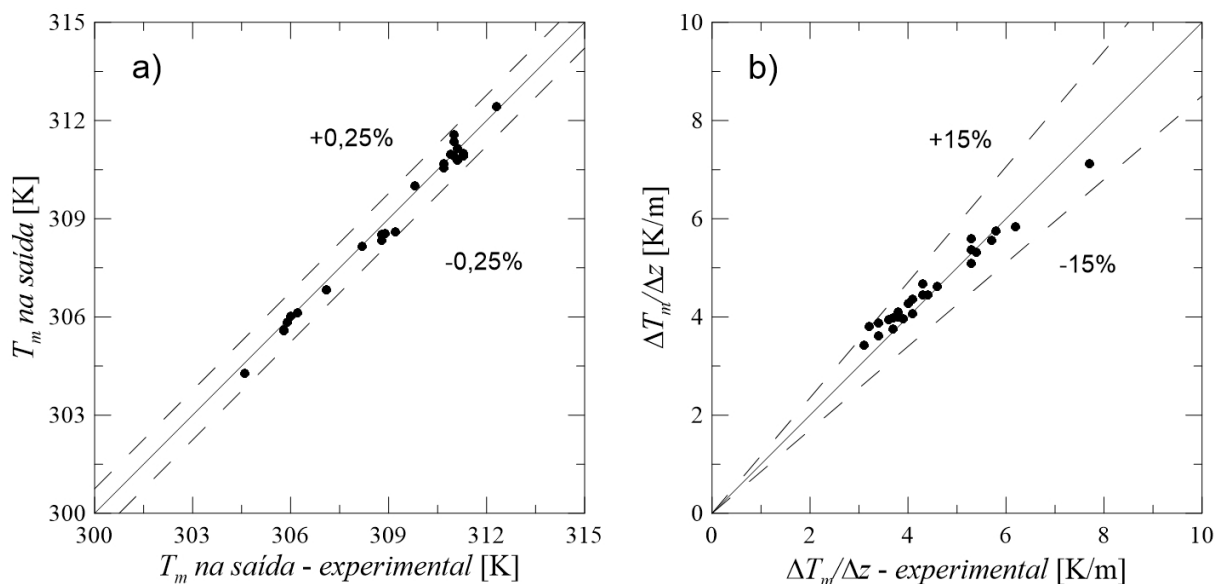 a)
T_m na saída [K]
315
312
309
306
303
300
+0,25%
-0,25%
300 303 306 309 312 315
T_m na saída - experimental [K]
b)
ΔT_m/Δz [K/m]
10
8
6
4
2
0
+15%
-15%
0 2 4 6 8 10
ΔT_m/Δz - experimental [K/m]